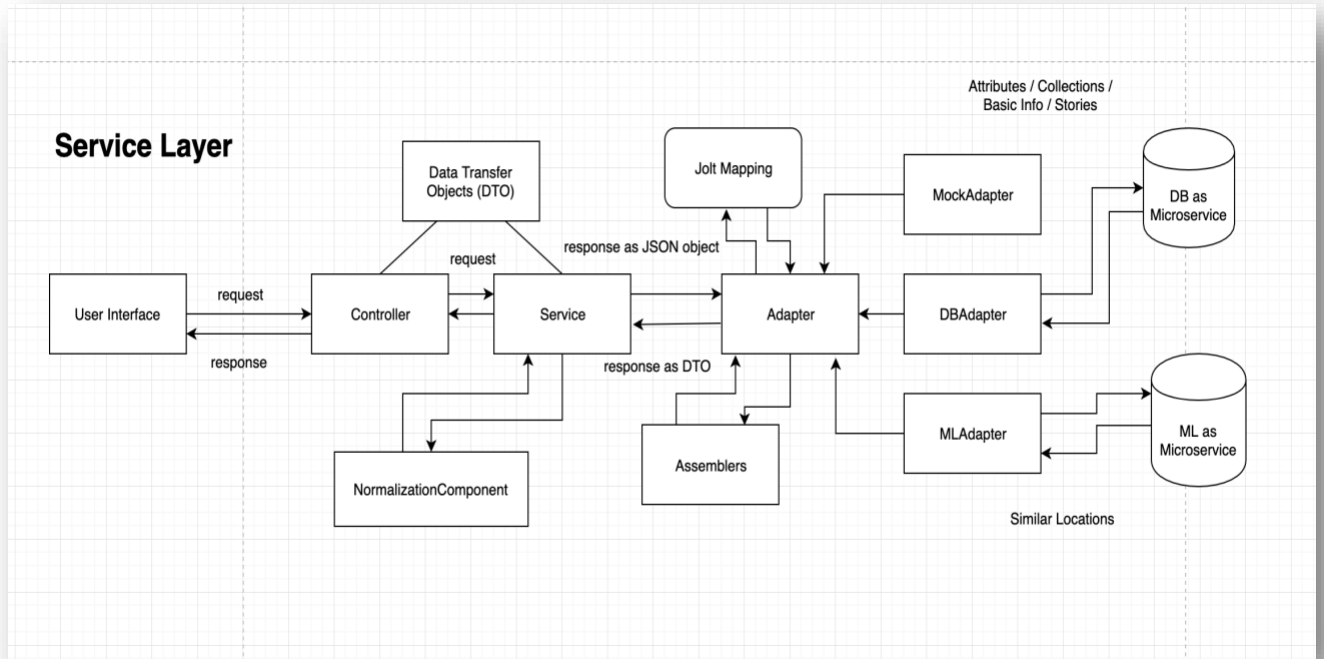 Attributes / Collections /
Basic Info / Stories
Service Layer
Data Transfer
Objects (DTO)
Jolt Mapping
MockAdapter
DB as
Microservice
response as JSON object
request
request
User Interface
Controller
Service
Adapter
DBAdapter
response
response as DTO
MLAdapter
ML as
Microservice
Assemblers
NormalizationComponent
Similar Locations